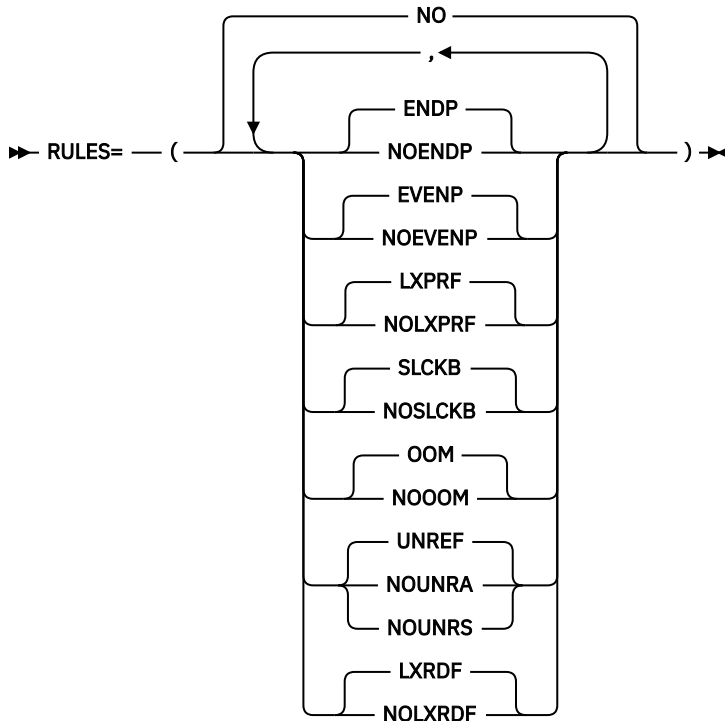 NO
,
ENDP
RULES= ( NOENDP )
EVENP
NOEVENP
LXPRF
NOLXPRF
SLCKB
NOSLCKB
OOM
NOOOM
UNREF
NOUNRA
NOUNRS
LXRDF
NOLXRDF